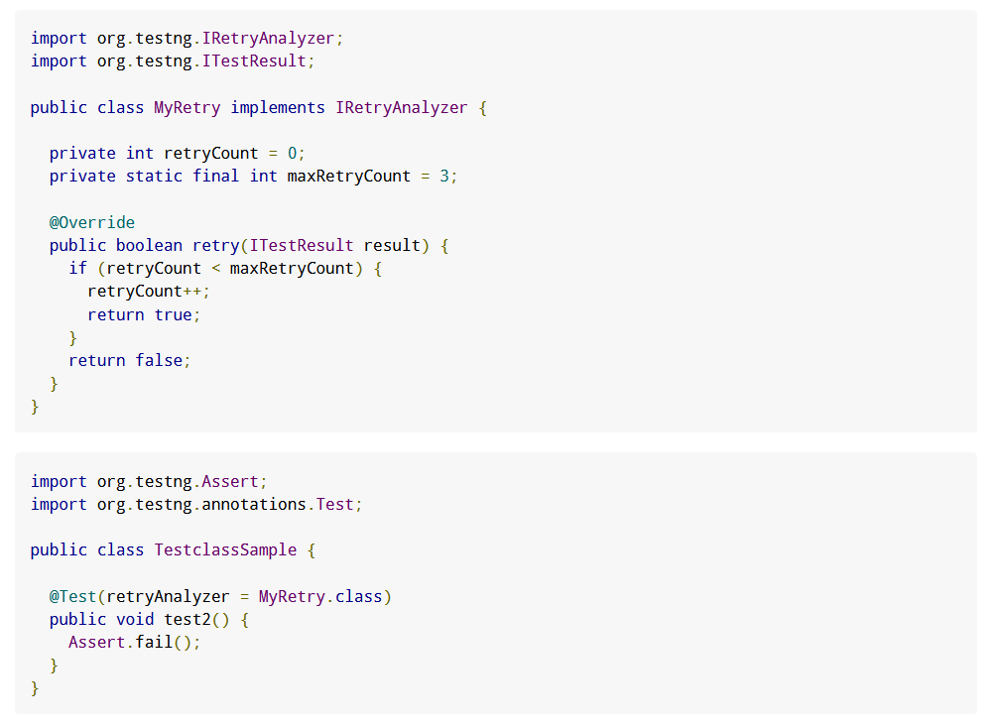 import org.testng.IRetryAnalyzer;
import org.testng.ITestResult;

public class MyRetry implements IRetryAnalyzer {

  private int retryCount = 0;
  private static final int maxRetryCount = 3;

  @Override
  public boolean retry(ITestResult result) {
    if (retryCount < maxRetryCount) {
      retryCount++;
      return true;
    }
    return false;
  }
}

import org.testng.Assert;
import org.testng.annotations.Test;

public class TestclassSample {

  @Test(retryAnalyzer = MyRetry.class)
  public void test2() {
    Assert.fail();
  }
}